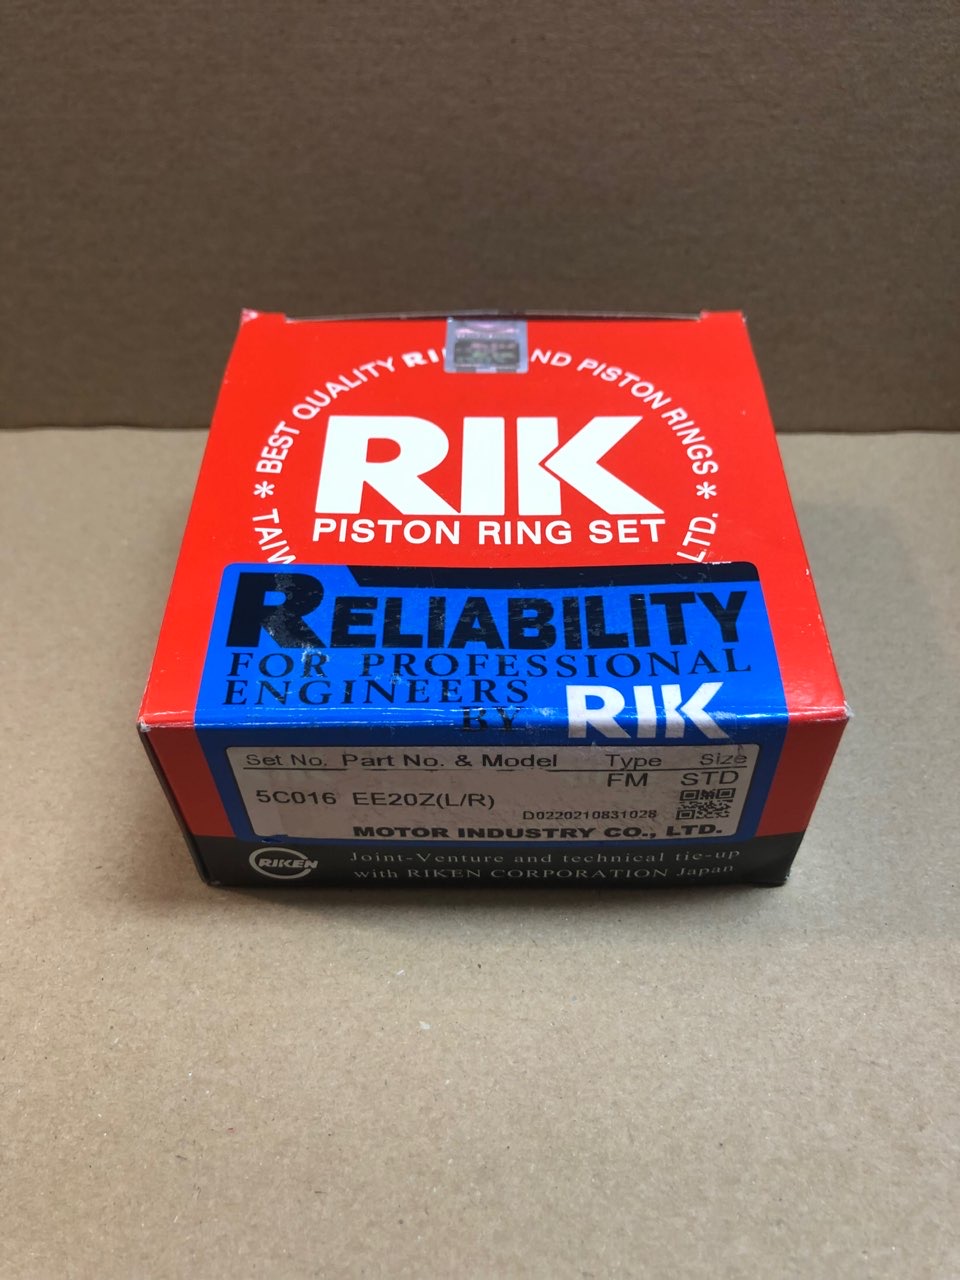 * BEST QUALITY ND PISTON RINGS *
RIK
PISTON RING SET
LTD.
RELIABILITY
FOR PROFESSIONAL
ENGINEERS
BY RIK
Set No. Part No. & Model Type Size
FM STD
5C016 EE20Z(L/R)
D0220210831028
MOTOR INDUSTRY CO., LTD.
RIKEN
Joint-Venture and technical tie-up
with RIKEN CORPORATION Japan